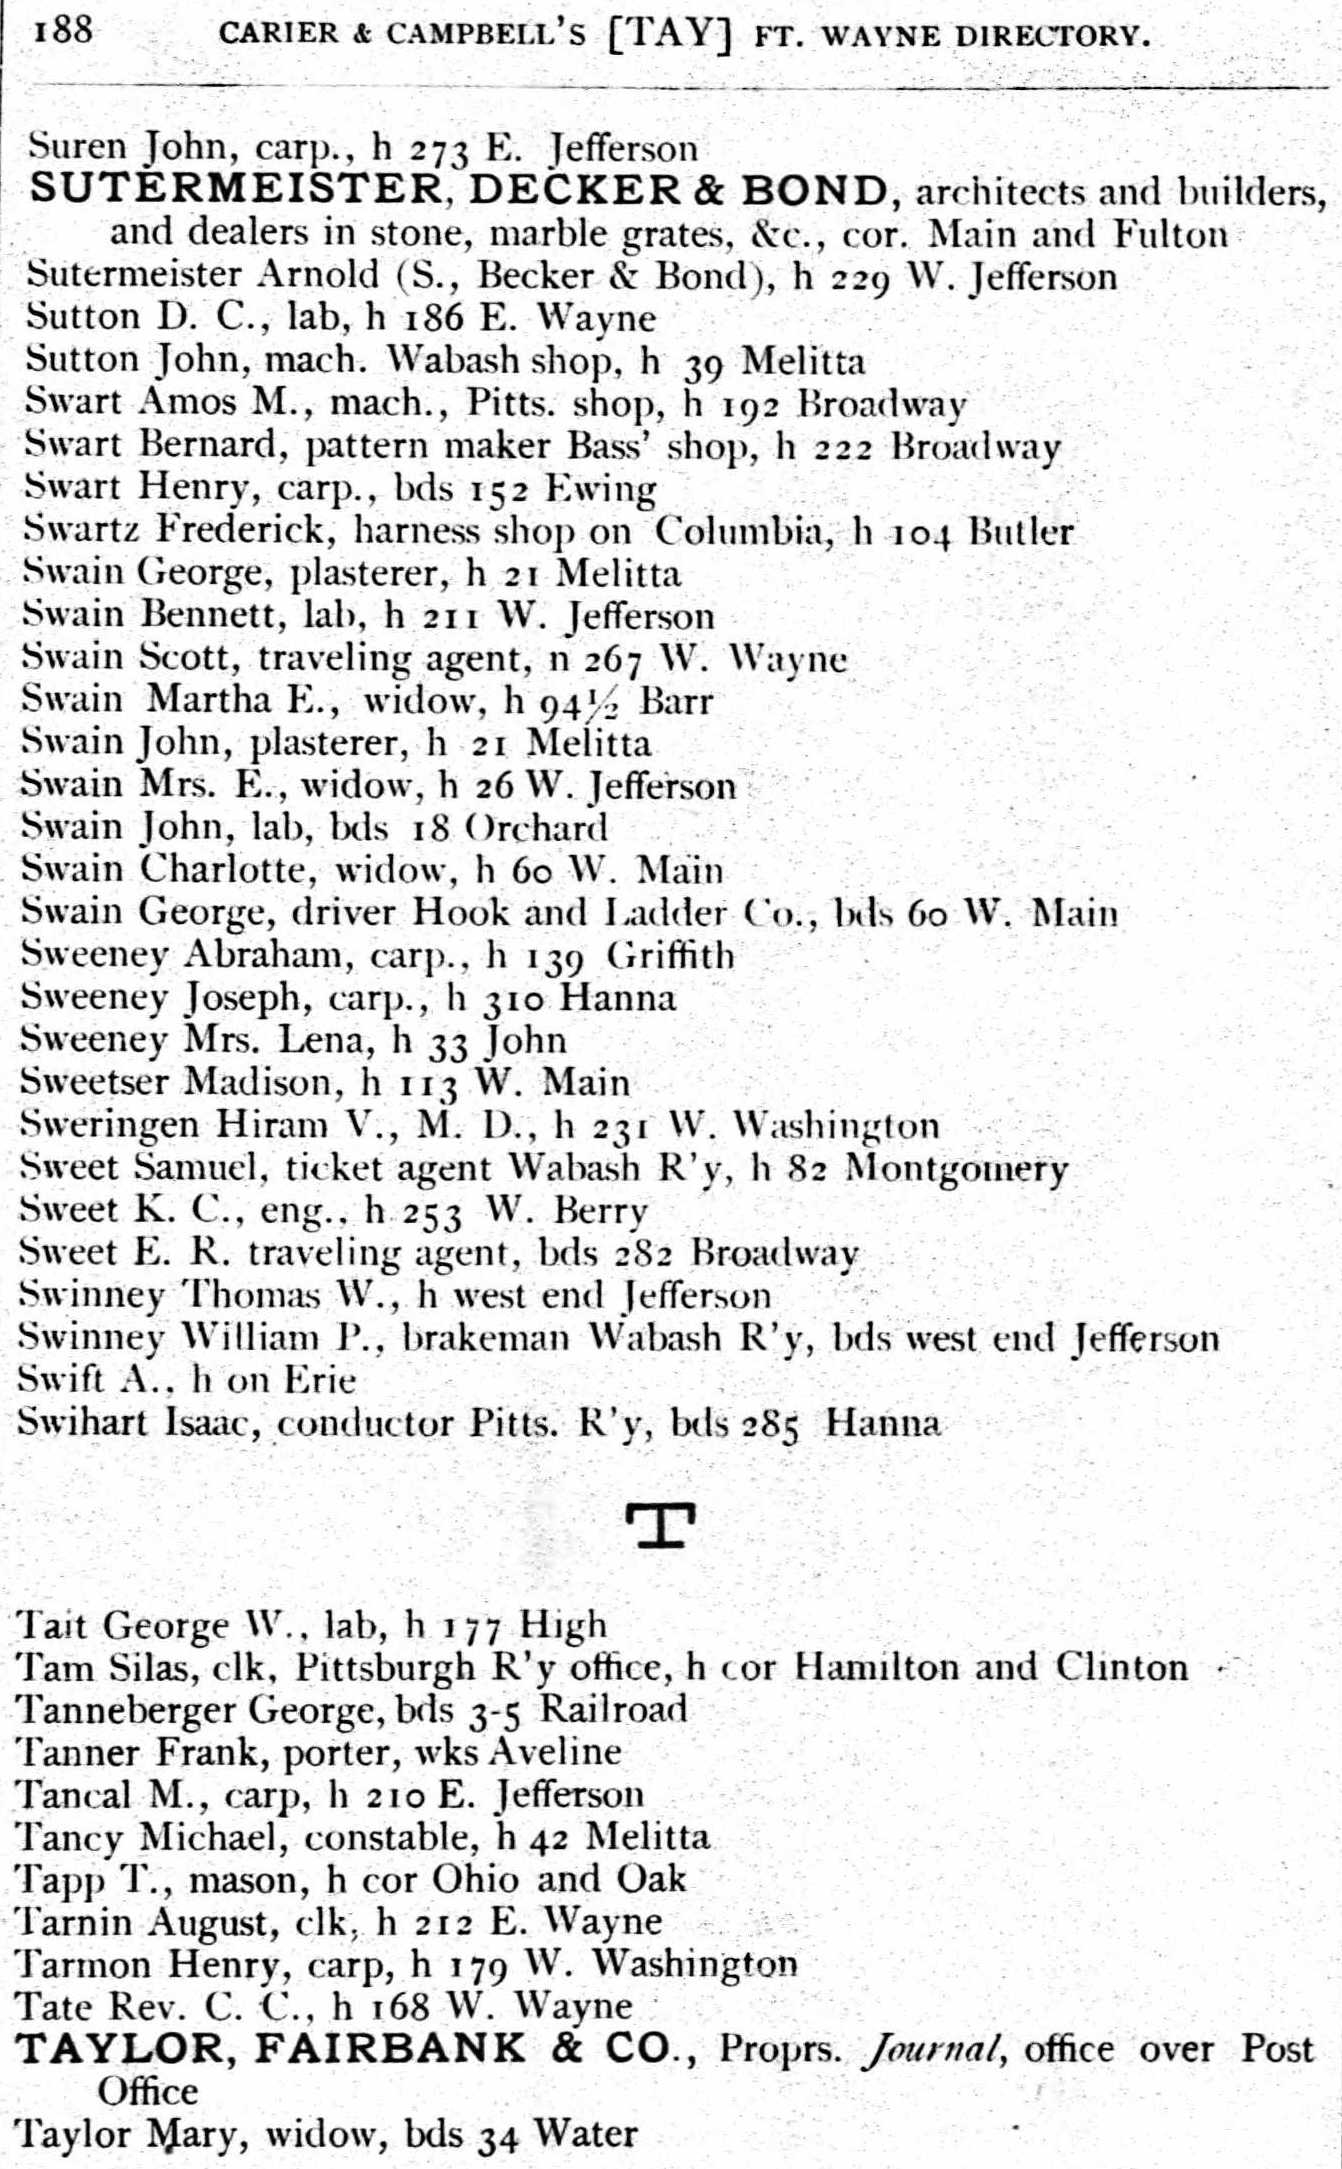 188 CARIER & CAMPBELL'S [TAY] FT. WAYNE DIRECTORY.
Suren John, carp., h 273 E. Jefferson
SUTERMEISTER, DECKER & BOND, architects and builders,
and dealers in stone, marble grates, &c., cor. Main and Fulton
Sutermeister Arnold (S., Becker & Bond), h 229 W. Jefferson
Sutton D. C., lab, h 186 E. Wayne
Sutton John, mach. Wabash shop, h 39 Melitta
Swart Amos M., mach., Pitts. shop, h 192 Broadway
Swart Bernard, pattern maker Bass' shop, h 222 Broadway
Swart Henry, carp., bds 152 Ewing
Swartz Frederick, harness shop on Columbia, h 104 Butler
Swain George, plasterer, h 21 Melitta
Swain Bennett, lab, h 211 W. Jefferson
Swain Scott, traveling agent, n 267 W. Wayne
Swain Martha E., widow, h 94½ Barr
Swain John, plasterer, h 21 Melitta
Swain Mrs. E., widow, h 26 W. Jefferson
Swain John, lab, bds 18 Orchard
Swain Charlotte, widow, h 60 W. Main
Swain George, driver Hook and Ladder Co., bds 60 W. Main
Sweeney Abraham, carp., h 139 Griffith
Sweeney Joseph, carp., h 310 Hanna
Sweeney Mrs. Lena, h 33 John
Sweetser Madison, h 113 W. Main
Sweringen Hiram V., M. D., h 231 W. Washington
Sweet Samuel, ticket agent Wabash R'y, h 82 Montgomery
Sweet K. C., eng., h 253 W. Berry
Sweet E. R. traveling agent, bds 282 Broadway
Swinney Thomas W., h west end Jefferson
Swinney William P., brakeman Wabash R'y, bds west end Jefferson
Swift A., h on Erie
Swihart Isaac, conductor Pitts. R'y, bds 285 Hanna
T
Tait George W., lab, h 177 High
Tam Silas, clk, Pittsburgh R'y office, h cor Hamilton and Clinton
Tanneberger George, bds 3-5 Railroad
Tanner Frank, porter, wks Aveline
Tancal M., carp, h 210 E. Jefferson
Tancy Michael, constable, h 42 Melitta
Tapp T., mason, h cor Ohio and Oak
Tarnin August, clk, h 212 E. Wayne
Tarmon Henry, carp, h 179 W. Washington
Tate Rev. C. C., h 168 W. Wayne
TAYLOR, FAIRBANK & CO., Proprs. Journal, office over Post
Office
Taylor Mary, widow, bds 34 Water